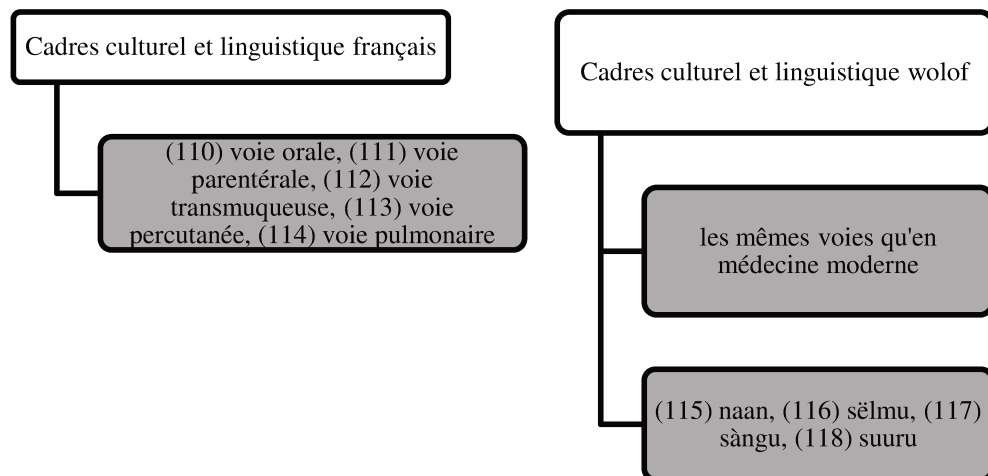 Cadres culturel et linguistique français
(110) voie orale, (111) voie
parentérale, (112) voie
transmuqueuse, (113) voie
percutanée, (114) voie pulmonaire
Cadres culturel et linguistique wolof
les mêmes voies qu'en
médecine moderne
(115) naan, (116) sëlmu, (117)
sàngu, (118) suuru